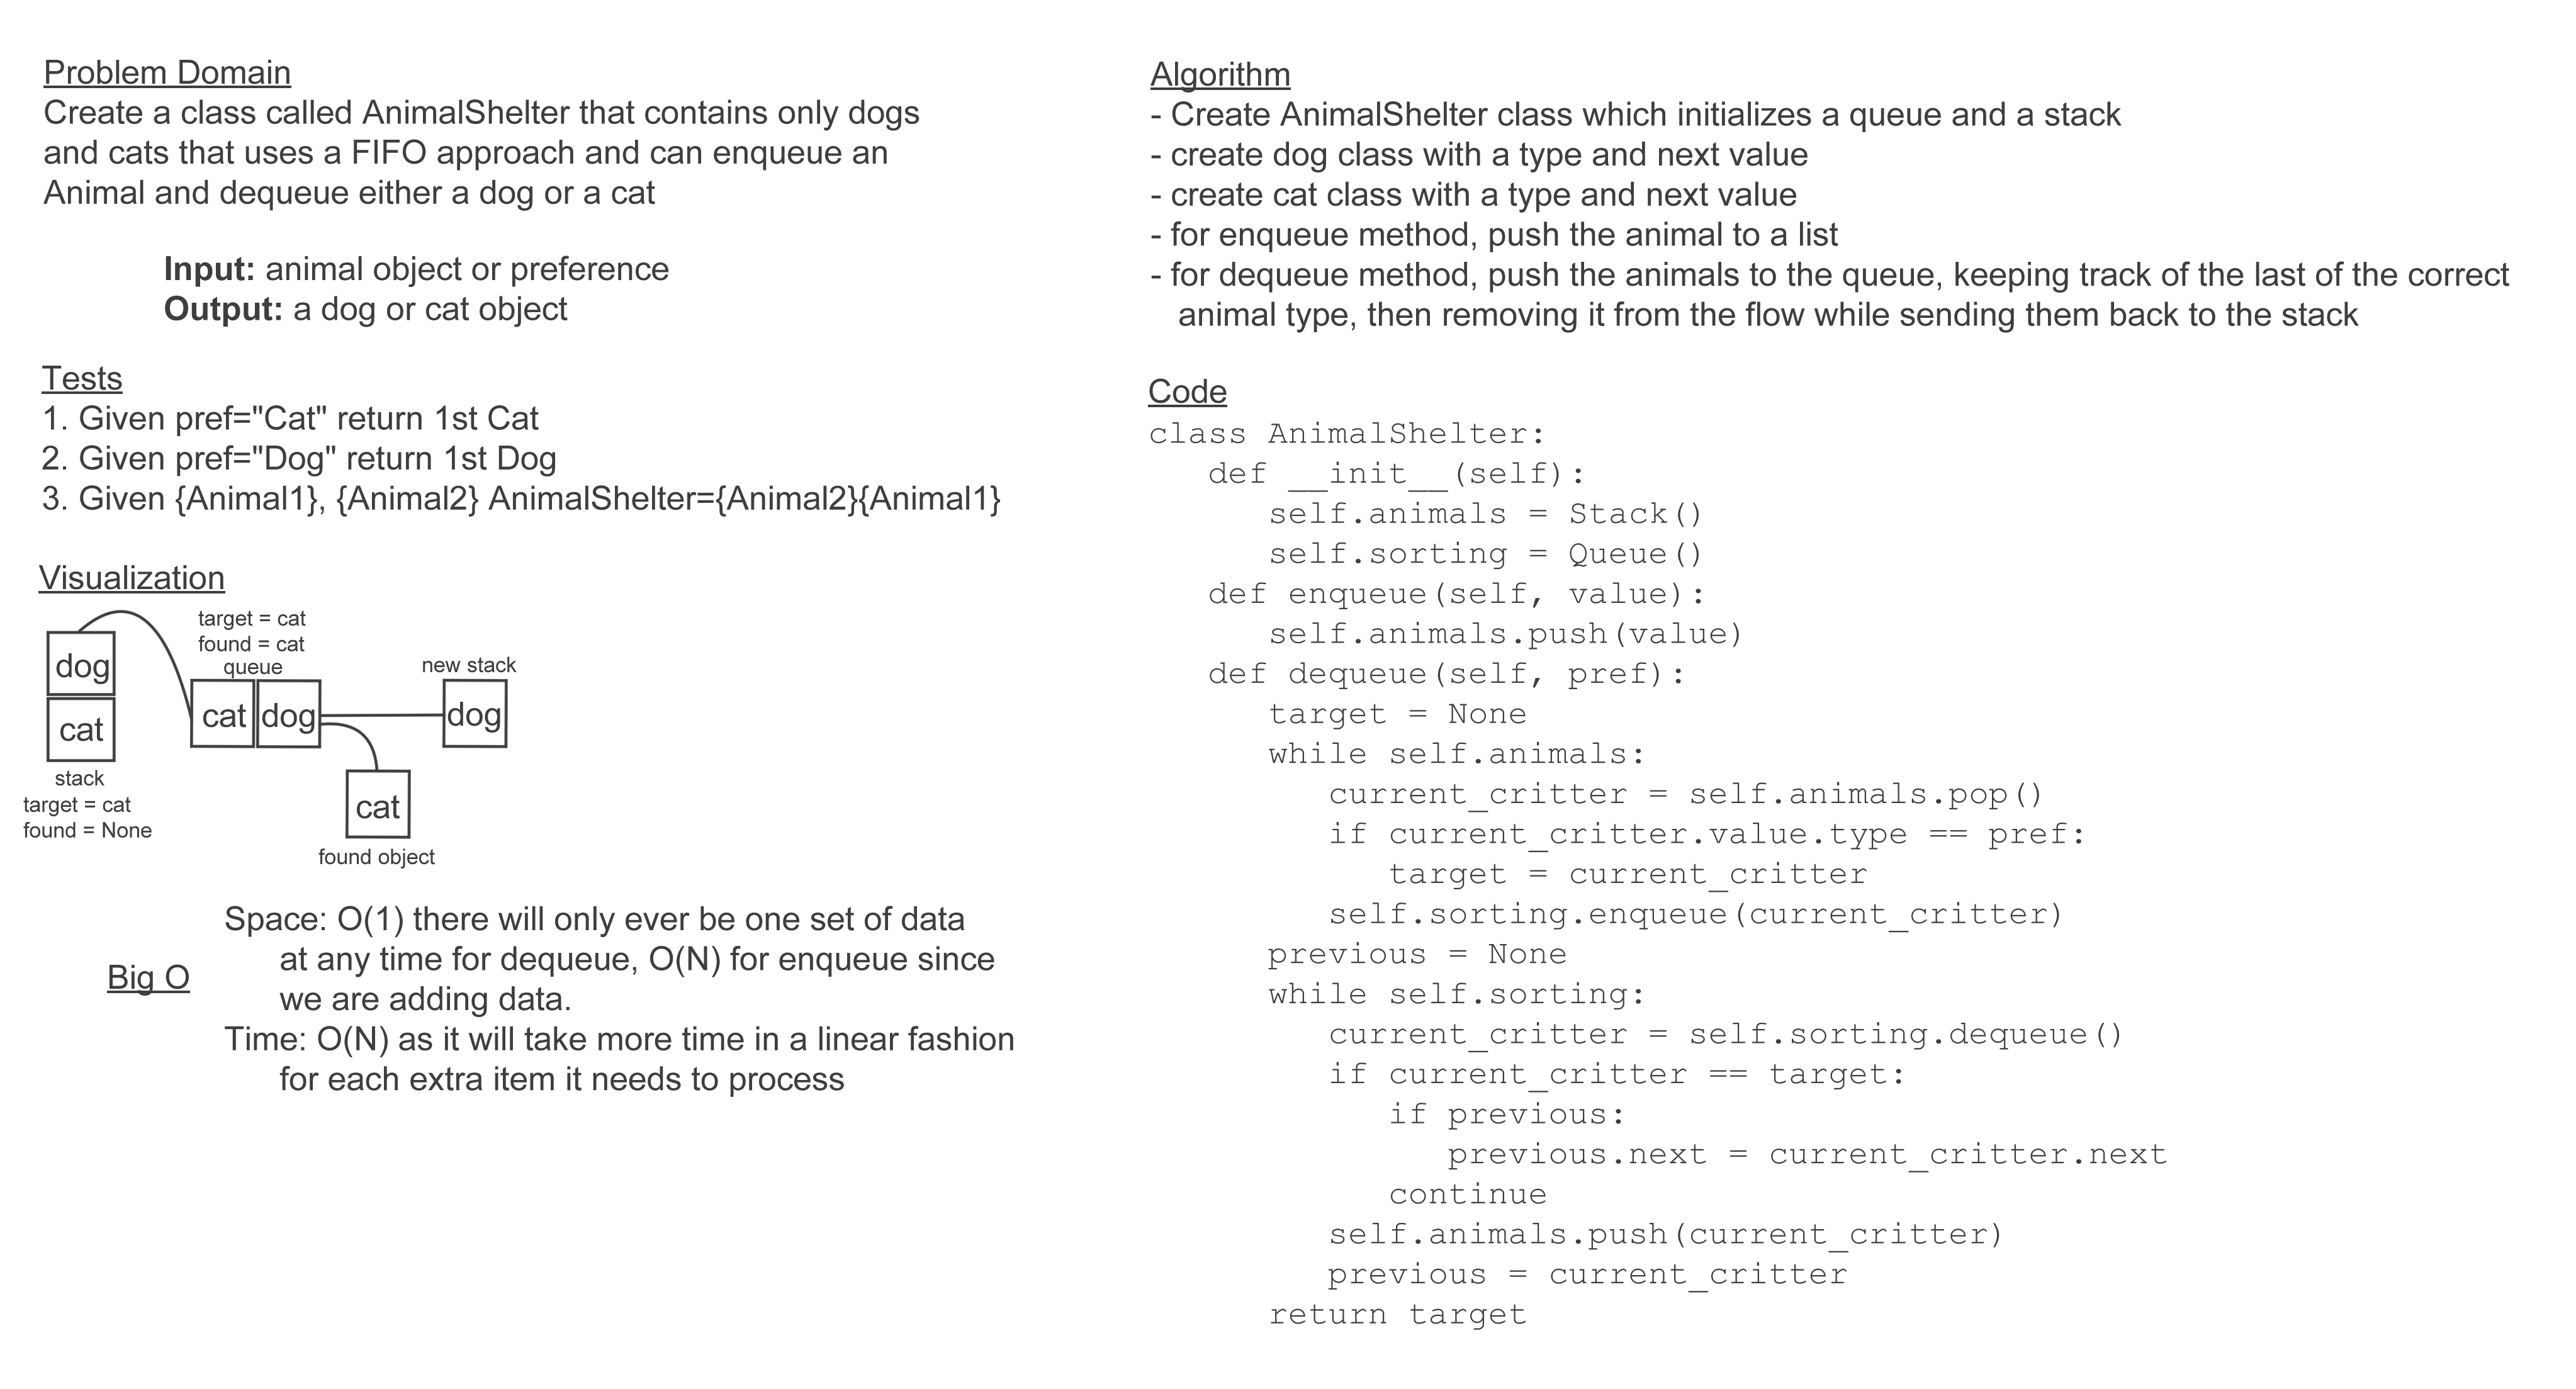 Problem Domain
Create a class called AnimalShelter that contains only dogs
and cats that uses a FIFO approach and can enqueue an
Animal and dequeue either a dog or a cat
Input: animal object or preference
Output: a dog or cat object
Tests
1. Given pref="Cat" return 1st Cat
2. Given pref="Dog" return 1st Dog
3. Given {Animal1}, {Animal2} AnimalShelter={Animal2}{Animal1}
Visualization
target = cat
found = cat
queue
new stack
dog
cat
cat
dog
dog
stack
target = cat
found = None
cat
found object
Big O
Space: O(1) there will only ever be one set of data
at any time for dequeue, O(N) for enqueue since
we are adding data.
Time: O(N) as it will take more time in a linear fashion
for each extra item it needs to process
Algorithm
- Create AnimalShelter class which initializes a queue and a stack
- create dog class with a type and next value
- create cat class with a type and next value
- for enqueue method, push the animal to a list
- for dequeue method, push the animals to the queue, keeping track of the last of the correct
animal type, then removing it from the flow while sending them back to the stack
Code
class AnimalShelter:
def __init__(self):
self.animals = Stack()
self.sorting = Queue()
def enqueue(self, value):
self.animals.push(value)
def dequeue(self, pref):
target = None
while self.animals:
current_critter = self.animals.pop()
if current_critter.value.type == pref:
target = current_critter
self.sorting.enqueue(current_critter)
previous = None
while self.sorting:
current_critter = self.sorting.dequeue()
if current_critter == target:
if previous:
previous.next = current_critter.next
continue
self.animals.push(current_critter)
previous = current_critter
return target